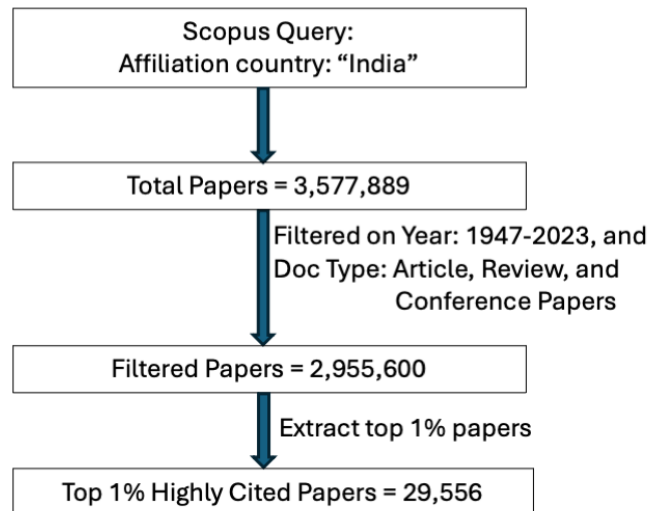 Scopus Query:
Affiliation country: “India”
Total Papers = 3,577,889
Filtered on Year: 1947-2023, and
Doc Type: Article, Review, and
Conference Papers
Filtered Papers = 2,955,600
Extract top 1% papers
Top 1% Highly Cited Papers = 29,556